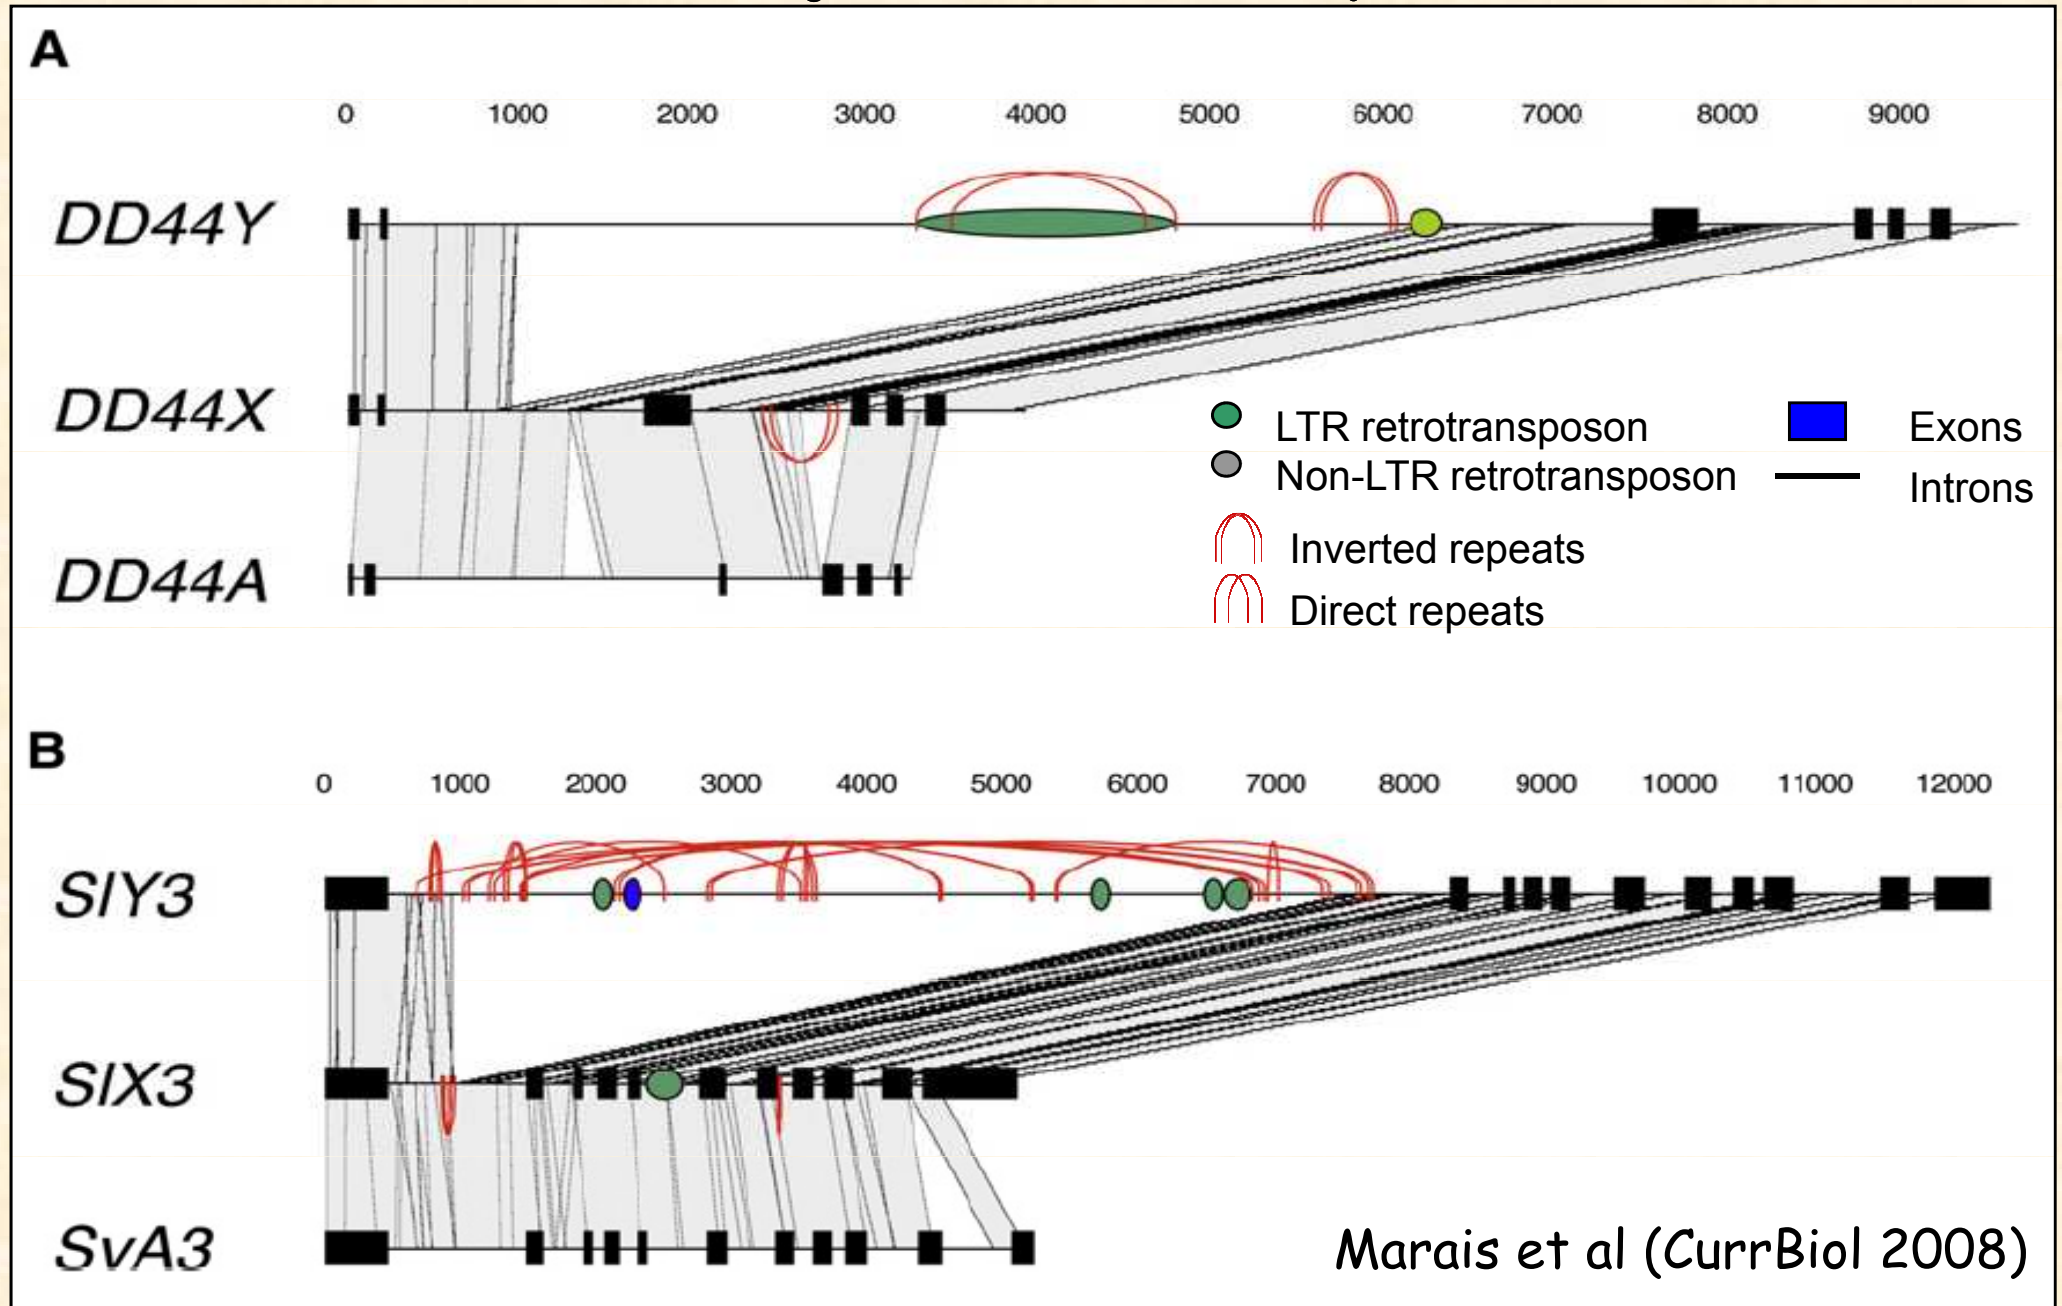 A
0 1000 2000 3000 4000 5000 6000 7000 8000 9000
DD44Y
DD44X
LTR retrotransposon Exons
Non-LTR retrotransposon Introns
Inverted repeats
DD44A
Direct repeats
B
0 1000 2000 3000 4000 5000 6000 7000 8000 9000 10000 11000 12000
SlY3
SlX3
SvA3
Marais et al (CurrBiol 2008)